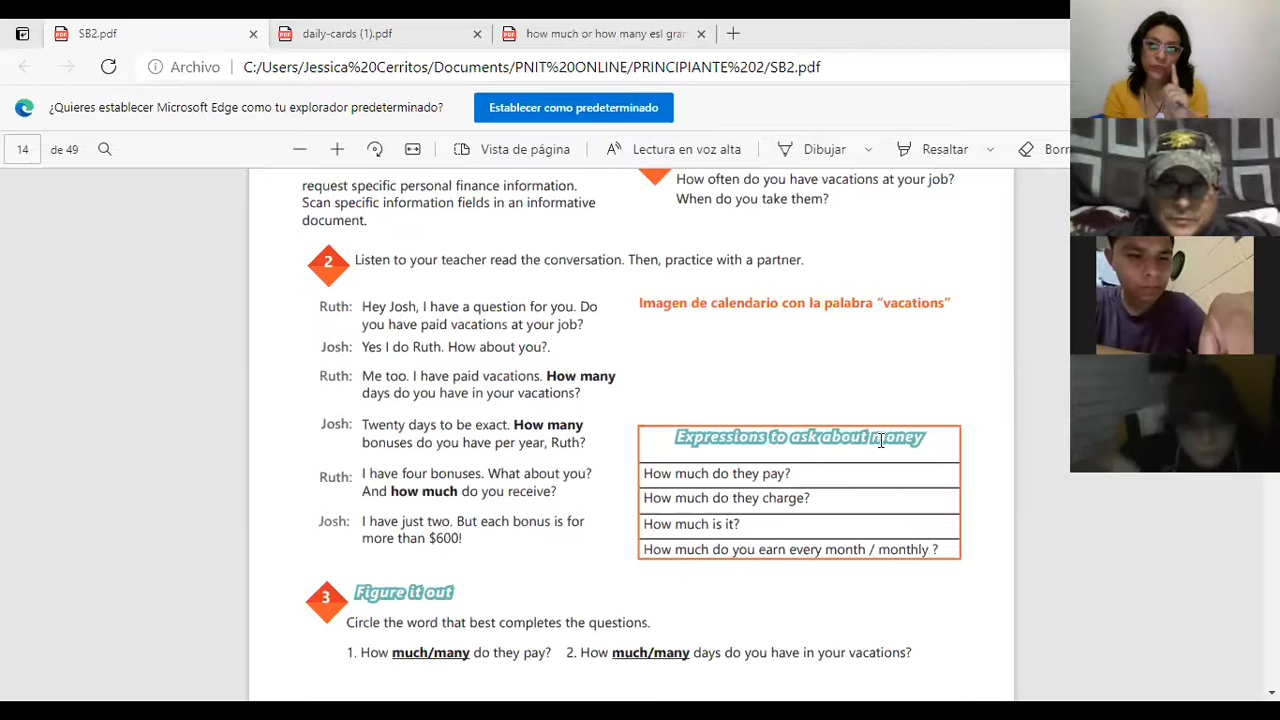 SB2.pdf
daily-cards (1).pdf
how much or how many esl grar
Archivo
C:/Users/Jessica%20Cerritos/Documents/PNIT%20ONLINE/PRINCIPIANTE%202/SB2.pdf
¿Quieres establecer Microsoft Edge como tu explorador predeterminado?
Establecer como predeterminado
14 de 49
Vista de página
Lectura en voz alta
Dibujar
Resaltar
Borr
request specific personal finance information.
Scan specific information fields in an informative
document.
How often do you have vacations at your job?
When do you take them?
2 Listen to your teacher read the conversation. Then, practice with a partner.
Ruth: Hey Josh, I have a question for you. Do
you have paid vacations at your job?
Josh: Yes I do Ruth. How about you?.
Ruth: Me too. I have paid vacations. How many
days do you have in your vacations?
Josh: Twenty days to be exact. How many
bonuses do you have per year, Ruth?
Ruth: I have four bonuses. What about you?
And how much do you receive?
Josh: I have just two. But each bonus is for
more than $600!
Imagen de calendario con la palabra “vacations”
Expressions to ask about money
How much do they pay?
How much do they charge?
How much is it?
How much do you earn every month / monthly ?
3 Figure it out
Circle the word that best completes the questions.
1. How much/many do they pay? 2. How much/many days do you have in your vacations?